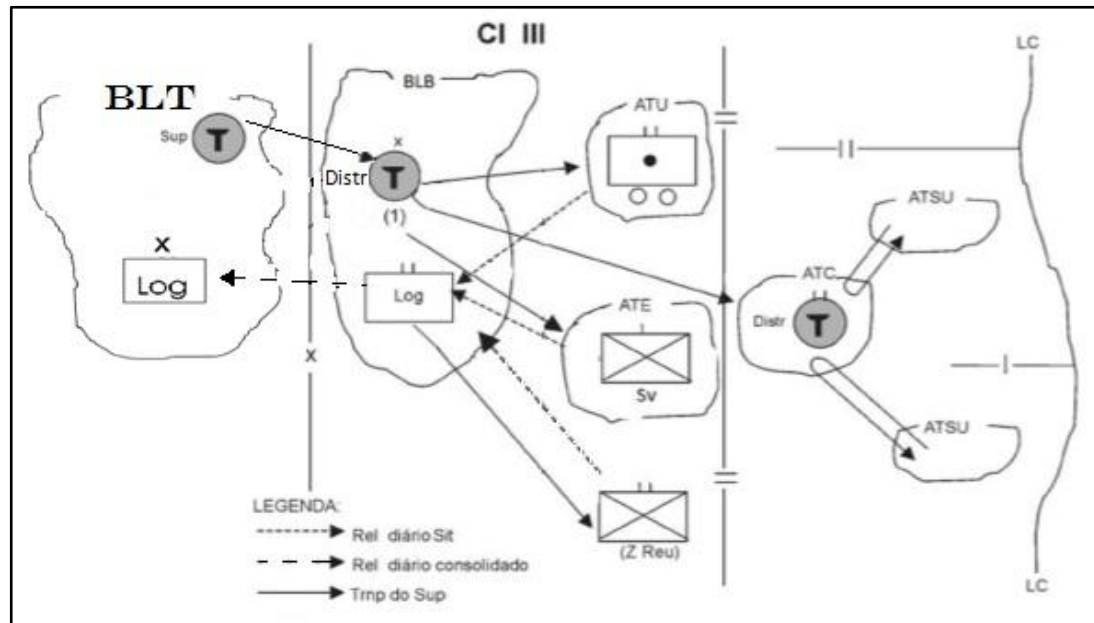 CI III
LC
BLT
Sup
BLB
ATU
x
Distr
(1)
ATSU
X
Log
Log
ATC
Distr
ATE
X
Sv
ATSU
(Z Reu)
LEGENDA:
Rel diário Sit
Rel diário consolidado
Trnp do Sup
LC